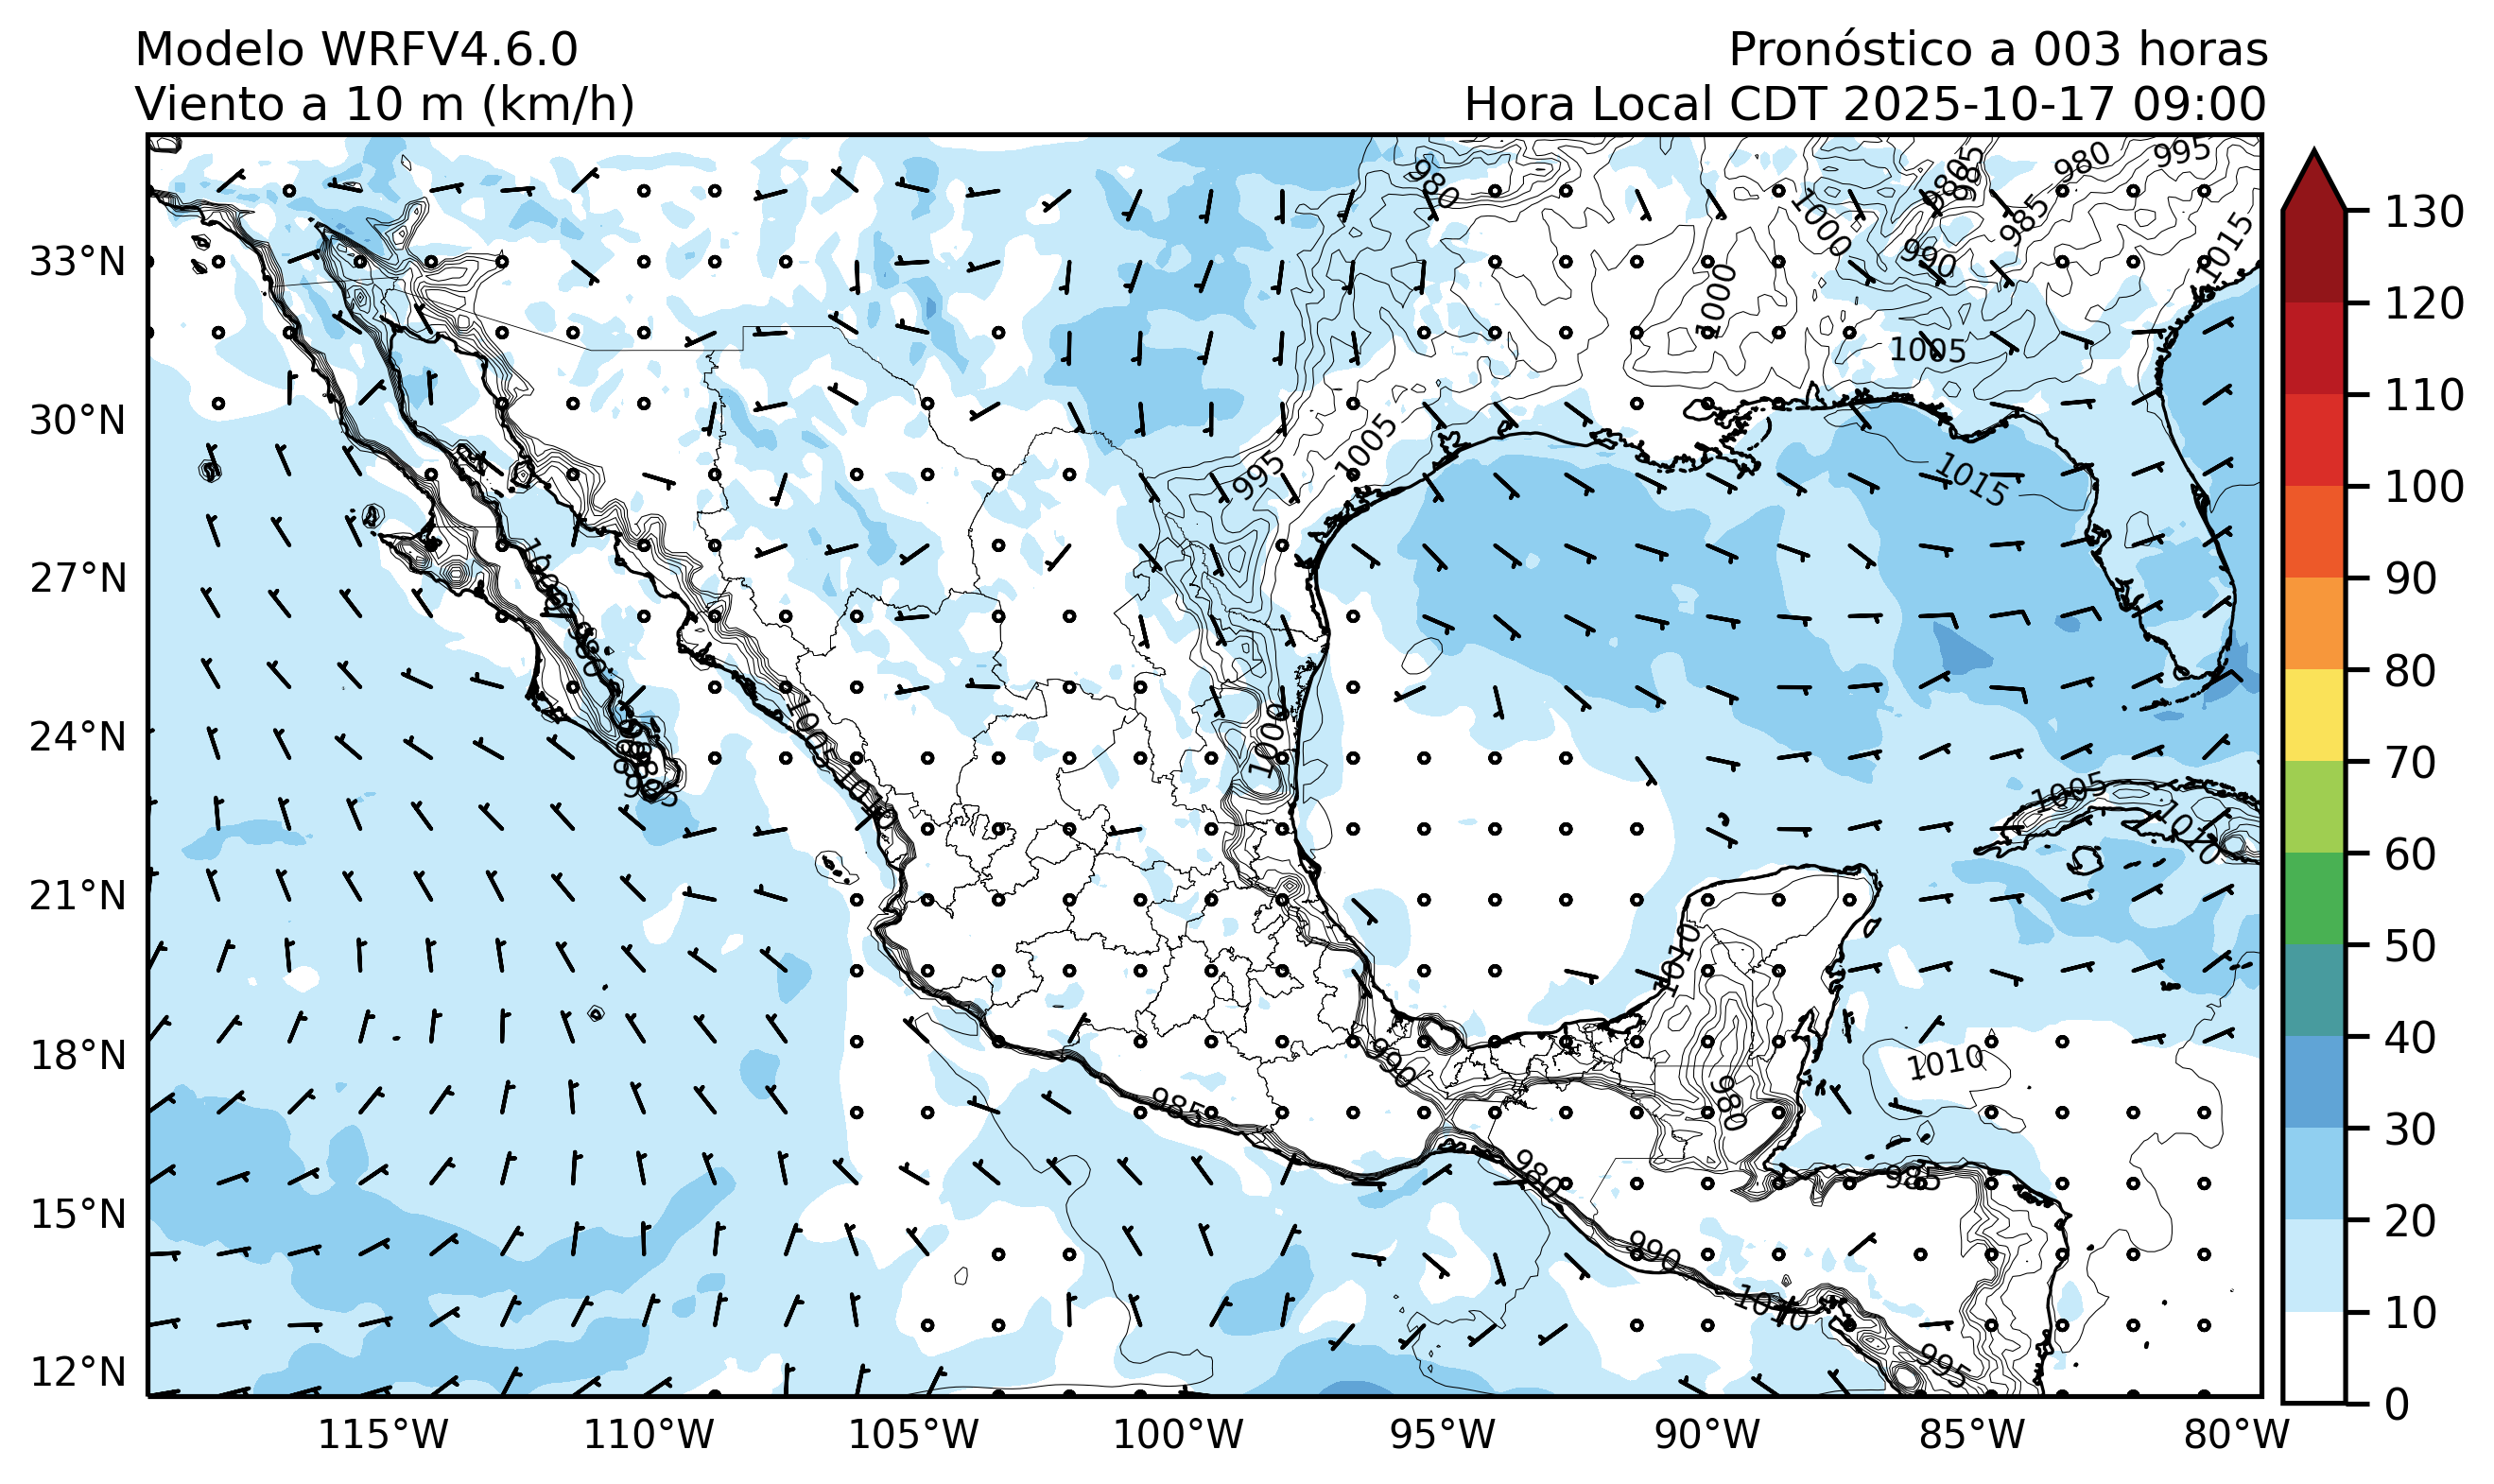 Modelo WRFV4.6.0
Viento a 10 m (km/h)
Pronóstico a 003 horas
Hora Local CDT 2025-10-17 09:00
33°N
30°N
27°N
24°N
21°N
18°N
15°N
12°N
115°W
110°W
105°W
100°W
95°W
90°W
85°W
80°W
130
120
110
100
90
80
70
60
50
40
30
20
10
0
980
980
995
985
1015
1000
990
1000
1005
1005
995
1015
1005
1010
1000
1005
1010
1010
990
980
1010
985
980
985
990
1010
995